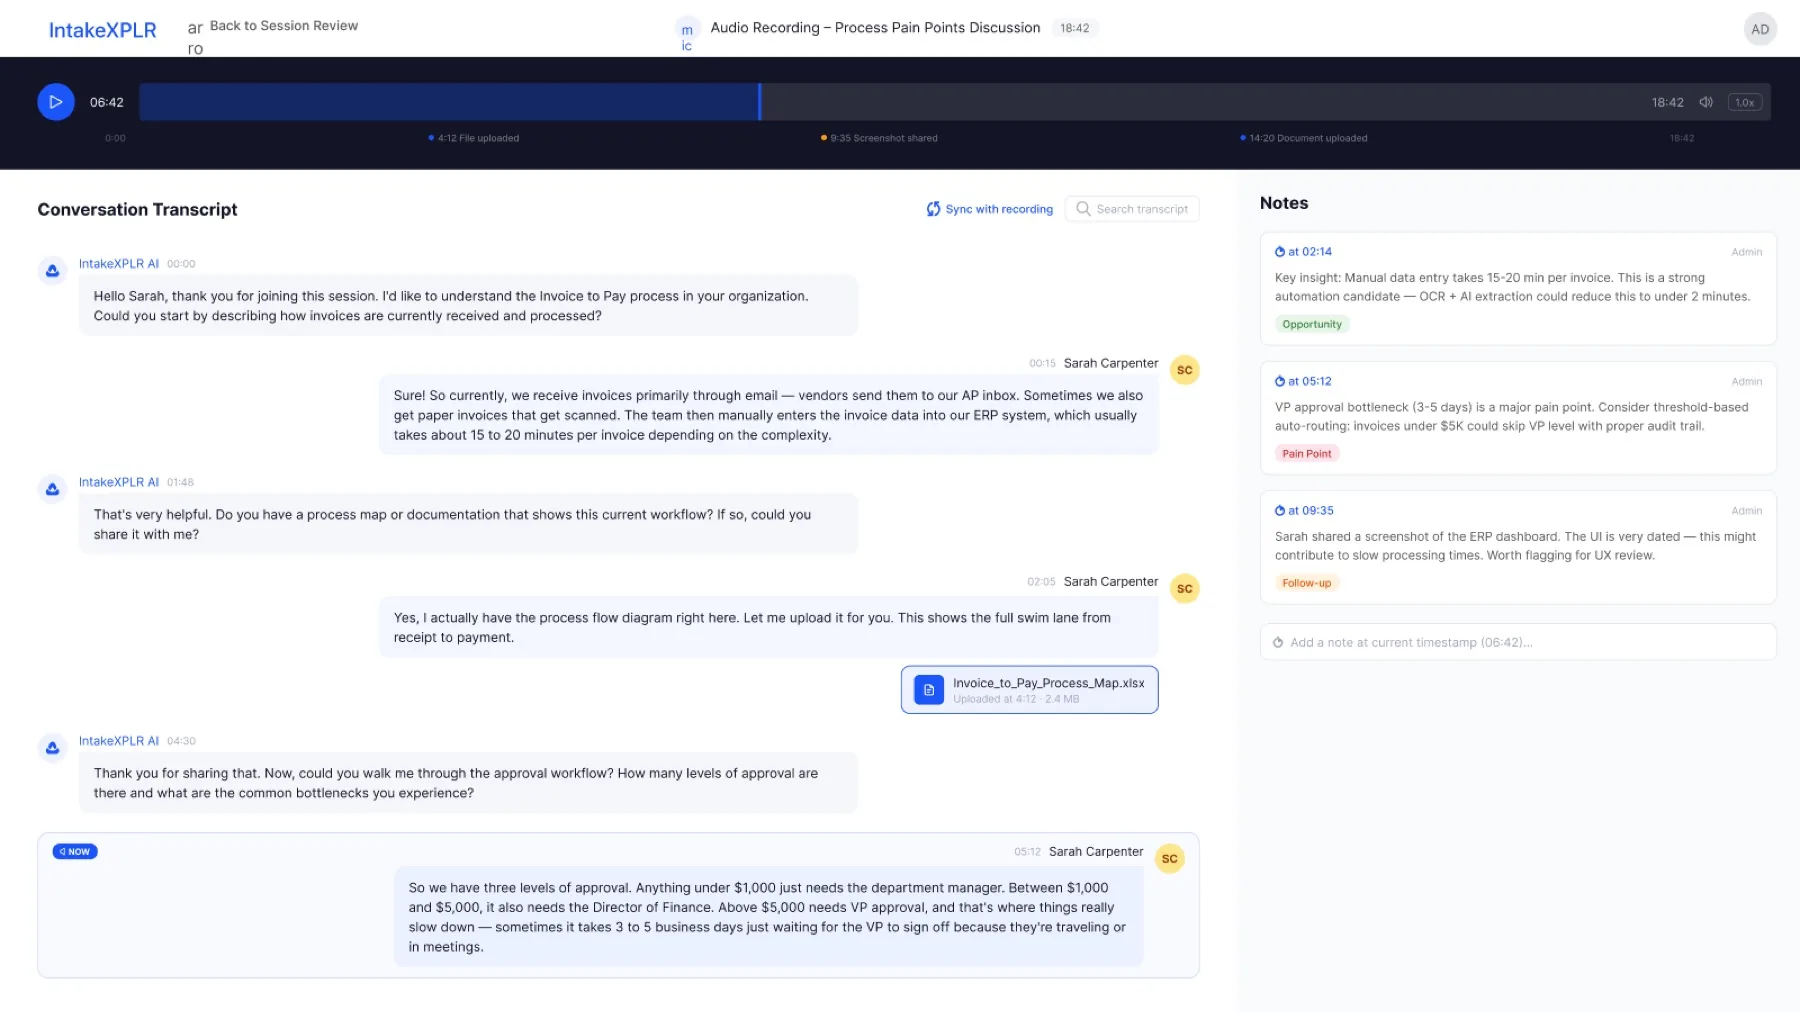 IntakeXPLR
ar
ro
Back to Session Review
m
ic
Audio Recording – Process Pain Points Discussion
18:42
AD
06:42
18:42
1.0x
0:00
4:12 File uploaded
9:35 Screenshot shared
14:20 Document uploaded
18:42
Conversation Transcript
Sync with recording
Search transcript
IntakeXPLR AI 00:00
Hello Sarah, thank you for joining this session. I'd like to understand the Invoice to Pay process in your organization.
Could you start by describing how invoices are currently received and processed?
00:15 Sarah Carpenter
SC
Sure! So currently, we receive invoices primarily through email — vendors send them to our AP inbox. Sometimes we also
get paper invoices that get scanned. The team then manually enters the invoice data into our ERP system, which usually
takes about 15 to 20 minutes per invoice depending on the complexity.
IntakeXPLR AI 01:48
That's very helpful. Do you have a process map or documentation that shows this current workflow? If so, could you
share it with me?
02:05 Sarah Carpenter
SC
Yes, I actually have the process flow diagram right here. Let me upload it for you. This shows the full swim lane from
receipt to payment.
Invoice_to_Pay_Process_Map.xlsx
Uploaded at 4:12 · 2.4 MB
IntakeXPLR AI 04:30
Thank you for sharing that. Now, could you walk me through the approval workflow? How many levels of approval are
there and what are the common bottlenecks you experience?
NOW
05:12 Sarah Carpenter
SC
So we have three levels of approval. Anything under $1,000 just needs the department manager. Between $1,000
and $5,000, it also needs the Director of Finance. Above $5,000 needs VP approval, and that's where things really
slow down — sometimes it takes 3 to 5 business days just waiting for the VP to sign off because they're traveling or
in meetings.
Notes
at 02:14
Admin
Key insight: Manual data entry takes 15-20 min per invoice. This is a strong
automation candidate — OCR + AI extraction could reduce this to under 2 minutes.
Opportunity
at 05:12
Admin
VP approval bottleneck (3-5 days) is a major pain point. Consider threshold-based
auto-routing: invoices under $5K could skip VP level with proper audit trail.
Pain Point
at 09:35
Admin
Sarah shared a screenshot of the ERP dashboard. The UI is very dated — this might
contribute to slow processing times. Worth flagging for UX review.
Follow-up
Add a note at current timestamp (06:42)...